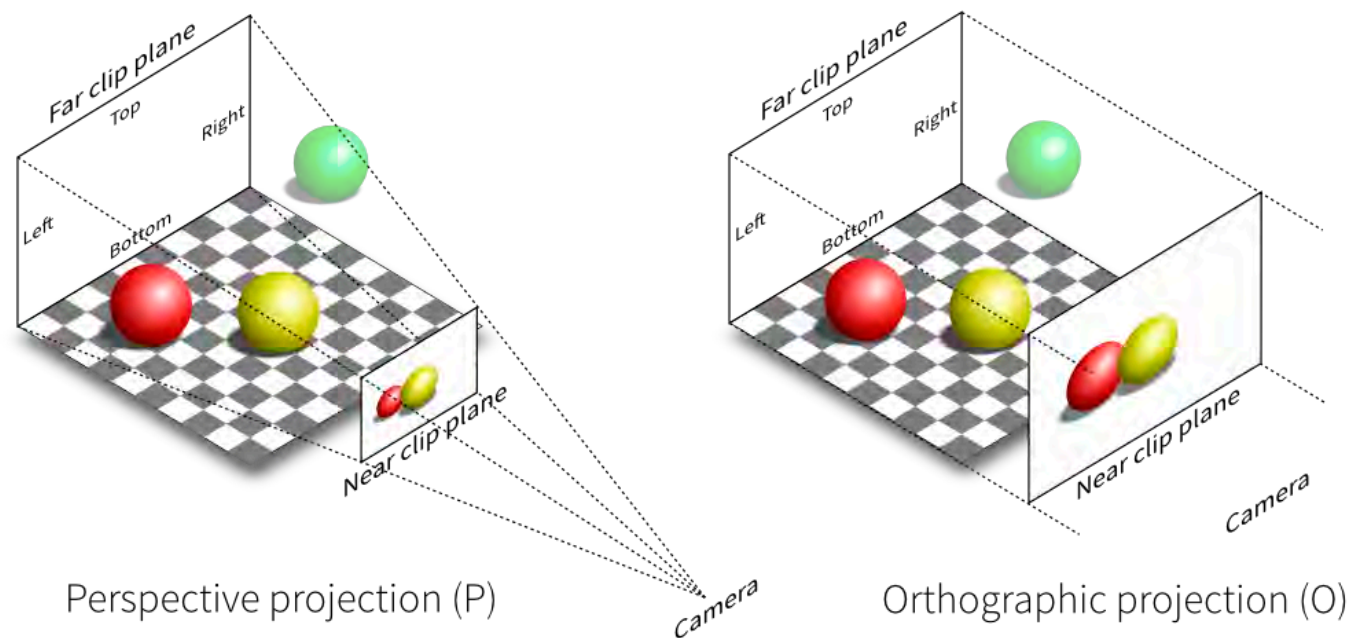 Far clip plane
Top
Right
Left
Bottom
Near clip plane
Camera
Perspective projection (P)
Far clip plane
Top
Right
Left
Bottom
Near clip plane
Camera
Orthographic projection (O)